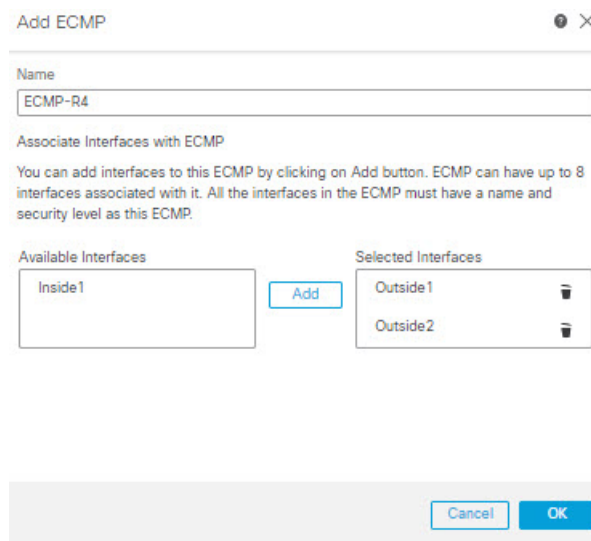 Add ECMP
Name
ECMP-R4
Associate Interfaces with ECMP
You can add interfaces to this ECMP by clicking on Add button. ECMP can have up to 8
interfaces associated with it. All the interfaces in the ECMP must have a name and
security level as this ECMP.
Available Interfaces
Selected Interfaces
Inside1
Add
Outside1
Outside2
Cancel
OK